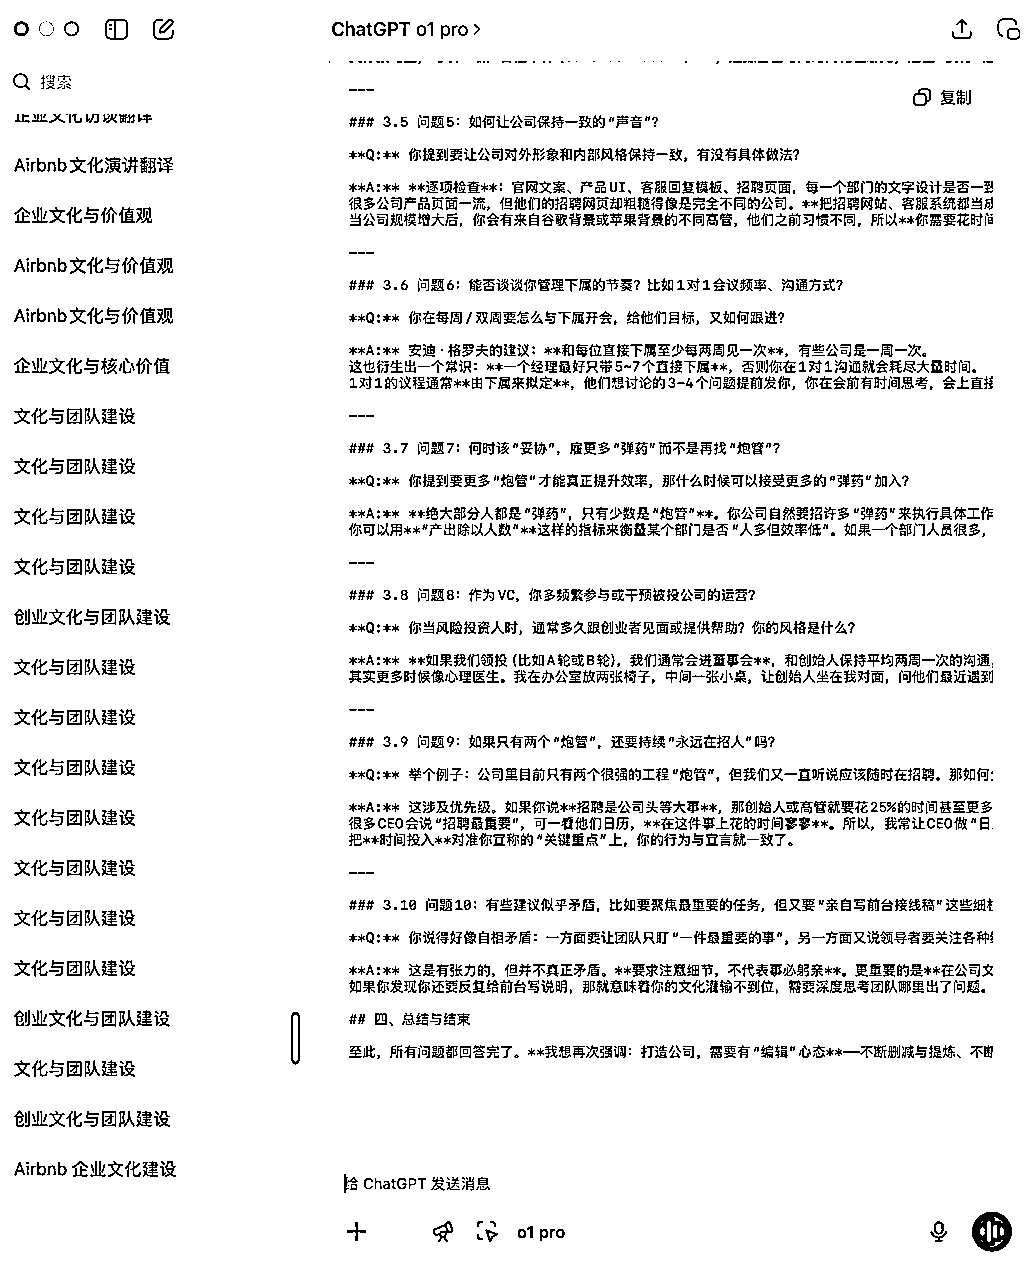 ChatGPT o1 pro >
搜索
复制
企业文化访谈翻译
Airbnb文化演讲翻译
企业文化与价值观
Airbnb文化与价值观
Airbnb文化与价值观
企业文化与核心价值
文化与团队建设
文化与团队建设
文化与团队建设
文化与团队建设
创业文化与团队建设
文化与团队建设
文化与团队建设
文化与团队建设
文化与团队建设
文化与团队建设
文化与团队建设
文化与团队建设
创业文化与团队建设
文化与团队建设
创业文化与团队建设
Airbnb 企业文化建设
---
### 3.5 问题5：如何让公司保持一致的“声音”？
**Q:** 你提到要让公司对外形象和内部风格保持一致，有没有具体做法？
**A:** **逐项检查**：官网文案、产品UI、客服回复模板、招聘页面，每一个部门的文字设计是否一致
很多公司产品页面一流，但他们的招聘网页却粗糙得像是完全不同的公司。**把招聘网站、客服系统都当成
当公司规模增大后，你会有来自谷歌背景或苹果背景的不同高管，他们之前习惯不同，所以**你需要花时间
---
### 3.6 问题6：能否谈谈你管理下属的节奏？比如1对1会议频率、沟通方式？
**Q:** 你在每周/双周要怎么与下属开会，给他们目标，又如何跟进？
**A:** 安迪·格罗夫的建议：**和每位直接下属至少每两周见一次**，有些公司是一周一次。
这也衍生出一个常识：**一个经理最好只带5~7个直接下属**，否则你在1对1沟通就会耗尽大量时间。
1对1的议程通常**由下属来拟定**，他们想讨论的3-4个问题提前发你，你在会前有时间思考，会上直接
---
### 3.7 问题7：何时该“妥协”，雇更多“弹药”而不是再找“炮管”？
**Q:** 你提到要更多“炮管”才能真正提升效率，那什么时候可以接受更多的“弹药”加入？
**A:** **绝大部分人都是“弹药”，只有少数是“炮管”**。你公司自然要招许多“弹药”来执行具体工作
你可以用**“产出除以人数”**这样的指标来衡量某个部门是否“人多但效率低”。如果一个部门人员很多，
---
### 3.8 问题8：作为VC，你多频繁参与或干预被投公司的运营？
**Q:** 你当风险投资人时，通常多久跟创业者见面或提供帮助？你的风格是什么？
**A:** **如果我们领投（比如A轮或B轮），我们通常会进董事会**，和创始人保持平均两周一次的沟通，
其实更多时候像心理医生。我在办公室放两张椅子，中间一张小桌，让创始人坐在我对面，问他们最近遇到
---
### 3.9 问题9：如果只有两个“炮管”，还要持续“永远在招人”吗？
**Q:** 举个例子：公司里目前只有两个很强的工程“炮管”，但我们又一直听说应该随时在招聘。那如何
**A:** 这涉及优先级。如果你说**招聘是公司头等大事**，那创始人或高管就要花25%的时间甚至更多
很多CEO会说“招聘最重要”，可一看他们日历，**在这件事上花的时间寥寥**。所以，我常让CEO做“日
把**时间投入**对准你宣称的“关键重点”上，你的行为与宣言就一致了。
---
### 3.10 问题10：有些建议似乎矛盾，比如要聚焦最重要的任务，但又要“亲自写前台接线稿”这些细
**Q:** 你说得好像自相矛盾：一方面要让团队只盯“一件最重要的事”，另一方面又说领导者要关注各种
**A:** 这是有张力的，但并不真正矛盾。**要求注意细节，不代表事必躬亲**。更重要的是**在公司文
如果你发现你还要反复给前台写说明，那就意味着你的文化灌输不到位，需要深度思考团队哪里出了问题。
## 四、总结与结束
至此，所有问题都回答完了。**我想再次强调：打造公司，需要有“编辑”心态**——不断删减与提炼、不断
给 ChatGPT 发送消息
o1 pro